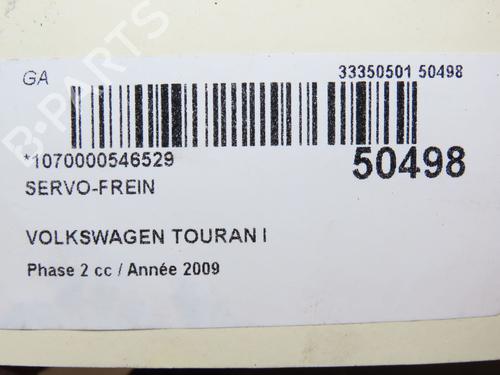 GA
33350501 50498
*1070000546529
50498
SERVO-FREIN
VOLKSWAGEN TOURAN I
Phase 2 cc / Année 2009
B-PARTS